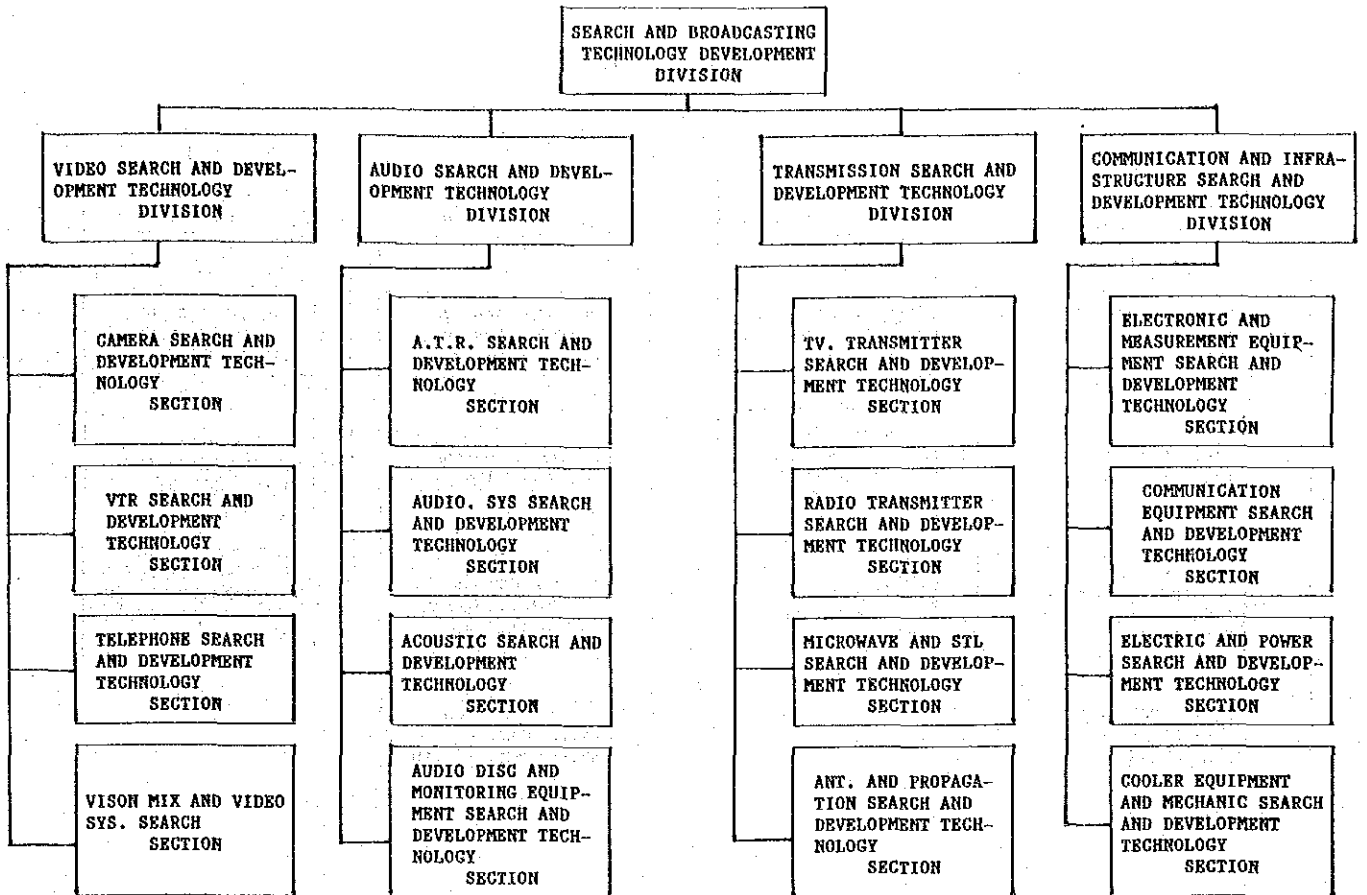 SEARCH AND BROADCASTING
TECHNOLOGY DEVELOPMENT
DIVISION
VIDEO SEARCH AND DEVEL-
OPMENT TECHNOLOGY
DIVISION
AUDIO SEARCH AND DEVEL-
OPMENT TECHNOLOGY
DIVISION
TRANSMISSION SEARCH AND
DEVELOPMENT TECHNOLOGY
DIVISION
COMMUNICATION AND INFRA-
STRUCTURE SEARCH AND
DEVELOPMENT TECHNOLOGY
DIVISION
CAMERA SEARCH AND
DEVELOPMENT TECH-
NOLOGY
SECTION
VTR SEARCH AND
DEVELOPMENT
TECHNOLOGY
SECTION
TELEPHONE SEARCH
AND DEVELOPMENT
TECHNOLOGY
SECTION
VISON MIX AND VIDEO
SYS. SEARCH
SECTION
A.T.R. SEARCH AND
DEVELOPMENT TECH-
NOLOGY
SECTION
AUDIO. SYS SEARCH
AND DEVELOPMENT
TECHNOLOGY
SECTION
ACOUSTIC SEARCH AND
DEVELOPMENT
TECHNOLOGY
SECTION
AUDIO DISC AND
MONITORING EQUIP-
MENT SEARCH AND
DEVELOPMENT TECH-
NOLOGY
SECTION
TV. TRANSMITTER
SEARCH AND DEVELOP-
MENT TECHNOLOGY
SECTION
RADIO TRANSMITTER
SEARCH AND DEVELOP-
MENT TECHNOLOGY
SECTION
MICROWAVE AND STL
SEARCH AND DEVELOP-
MENT TECHNOLOGY
SECTION
ANT. AND PROPAGA-
TION SEARCH AND
DEVELOPMENT TECH-
NOLOGY
SECTION
ELECTRONIC AND
MEASUREMENT EQUIP-
MENT SEARCH AND
DEVELOPMENT
TECHNOLOGY
SECTION
COMMUNICATION
EQUIPMENT SEARCH
AND DEVELOPMENT
TECHNOLOGY
SECTION
ELECTRIC AND POWER
SEARCH AND DEVELOP-
MENT TECHNOLOGY
SECTION
COOLER EQUIPMENT
AND MECHANIC SEARCH
AND DEVELOPMENT
TECHNOLOGY
SECTION